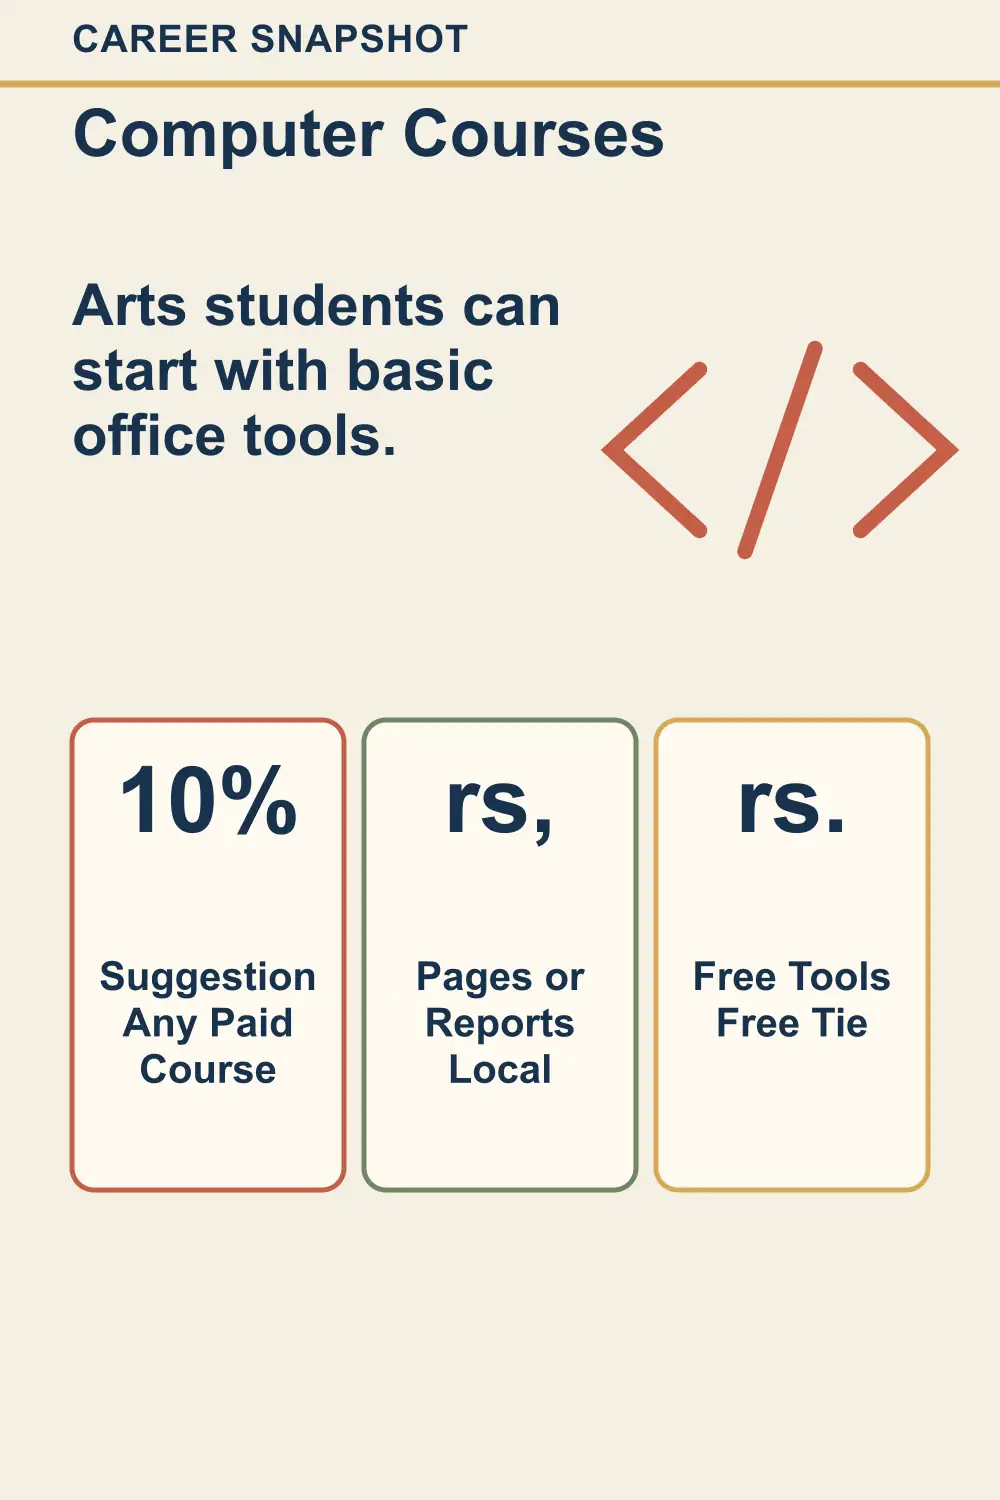 CAREER SNAPSHOT
Computer Courses
Arts students can
start with basic
office tools.
10%
Suggestion
Any Paid
Course
rs,
Pages or
Reports
Local
rs.
Free Tools
Free Tie